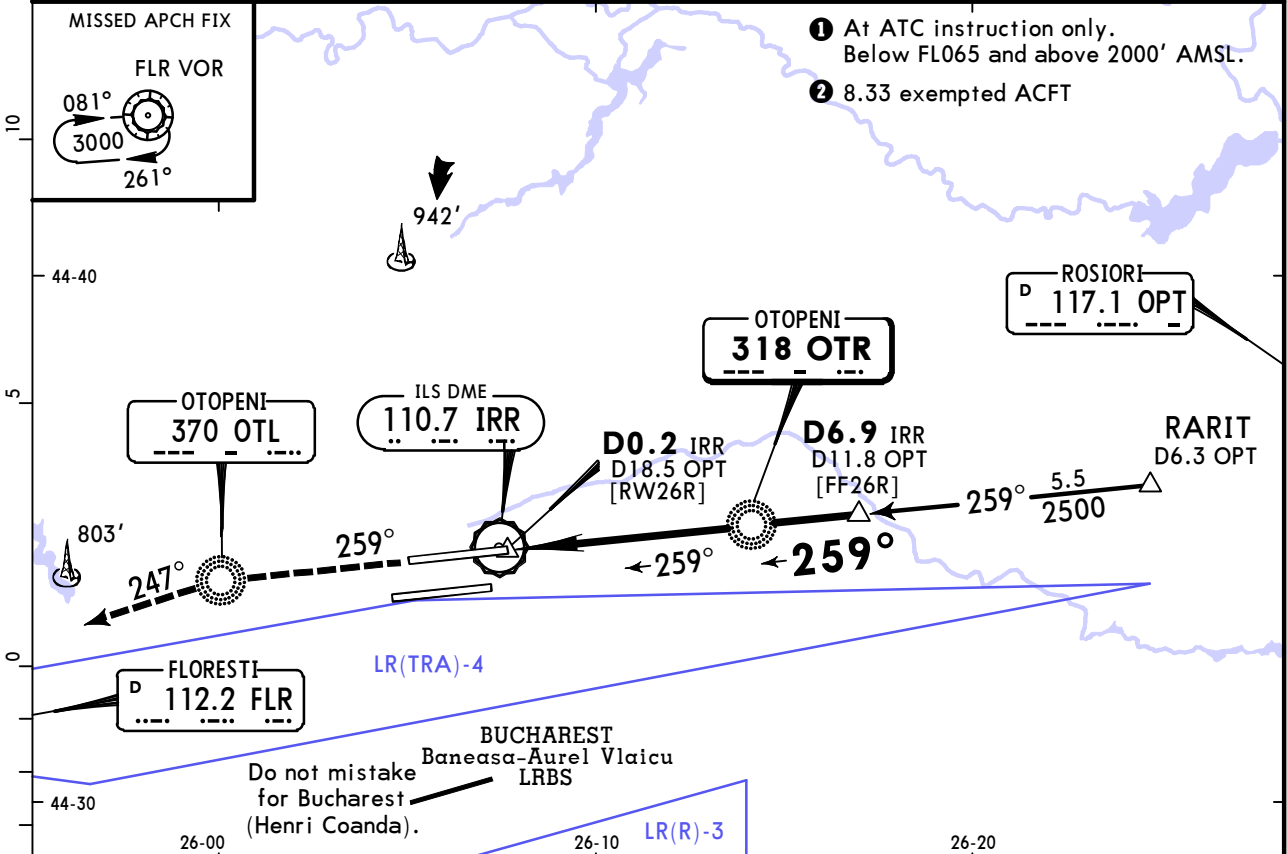 MISSED APCH FIX
FLR VOR
081°
3000
261°
❶ At ATC instruction only.
Below FL065 and above 2000' AMSL.
❷ 8.33 exempted ACFT
10
942'
44-40
ROSIORI
D 117.1 OPT
OTOPENI
318 OTR
5
OTOPENI
370 OTL
ILS DME
110.7 IRR
D0.2 IRR
D18.5 OPT
[RW26R]
D6.9 IRR
D11.8 OPT
[FF26R]
RARIT
D6.3 OPT
259°
5.5
2500
803'
247°
259°
259°
259°
0
LR(TRA)-4
FLORESTI
D 112.2 FLR
BUCHAREST
Baneasa-Aurel Vlaicu
LRBS
Do not mistake
for Bucharest
(Henri Coanda).
44-30
LR(R)-3
26-00
26-10
26-20